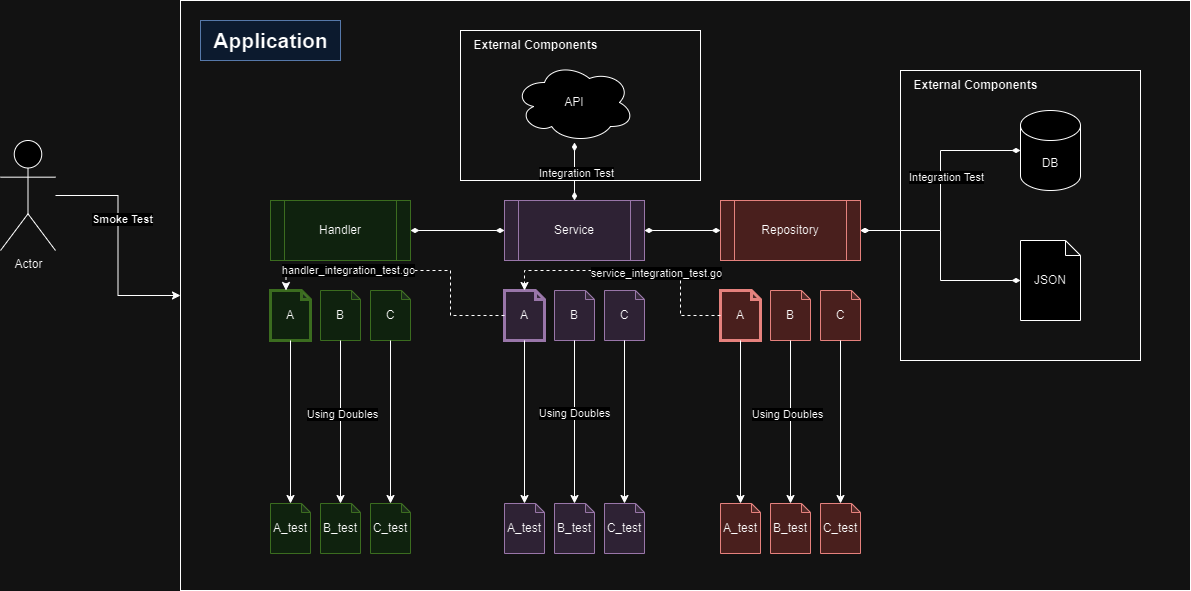 Application
External Components
API
Integration Test
External Components
DB
Integration Test
JSON
Smoke Test
Actor
Handler
Service
Repository
handler_integration_test.go
service_integration_test.go
A
B
C
A
B
C
A
B
C
Using Doubles
Using Doubles
Using Doubles
A_test
B_test
C_test
A_test
B_test
C_test
A_test
B_test
C_test